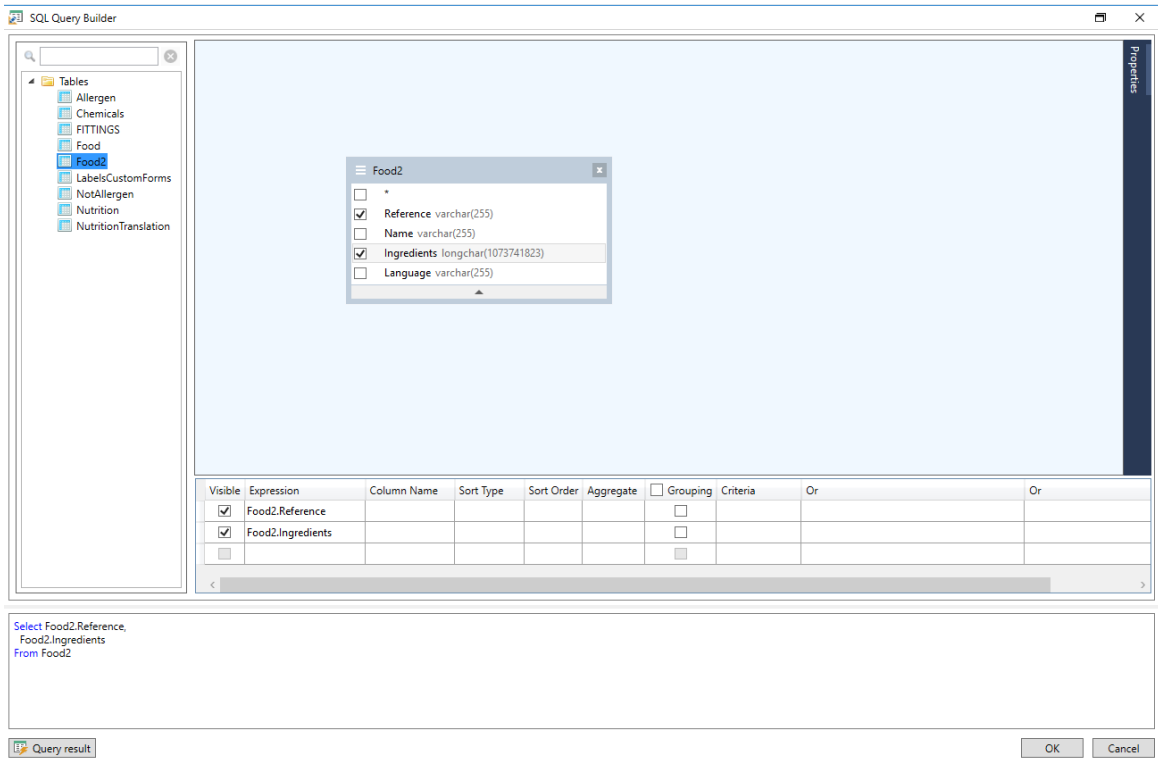 SQL Query Builder
Tables
Allergen
Chemicals
FITTINGS
Food
Food2
LabelsCustomForms
NotAllergen
Nutrition
NutritionTranslation
Properties
Food2
*
Reference varchar(255)
Name varchar(255)
Ingredients longchar(1073741823)
Language varchar(255)
Visible Expression Column Name Sort Type Sort Order Aggregate Grouping Criteria Or Or
Food2.Reference
Food2.Ingredients
Select Food2.Reference,
Food2.Ingredients
From Food2
Query result OK Cancel